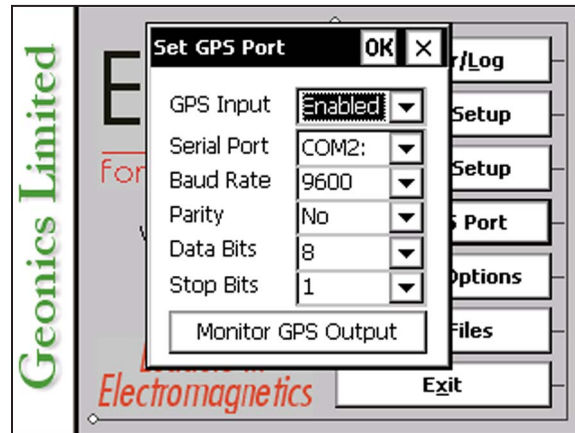 Geonics Limited
Set GPS Port OK
GPS Input Enabled
Serial Port COM2:
Baud Rate 9600
Parity No
Data Bits 8
Stop Bits 1
Monitor GPS Output
r/Log
Setup
Setup
Port
Options
Files
Exit
Electromagnetics